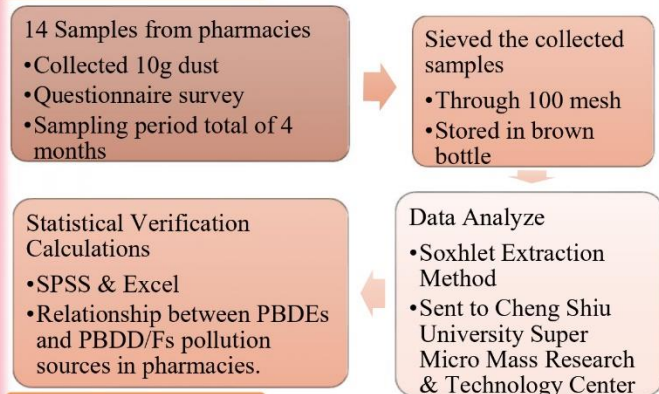 14 Samples from pharmacies
•Collected 10g dust
•Questionnaire survey
•Sampling period total of 4
months
Sieved the collected
samples
•Through 100 mesh
•Stored in brown
bottle
Data Analyze
•Soxhlet Extraction
Method
•Sent to Cheng Shiu
University Super
Micro Mass Research
& Technology Center
Statistical Verification
Calculations
•SPSS & Excel
•Relationship between PBDEs
and PBDD/Fs pollution
sources in pharmacies.